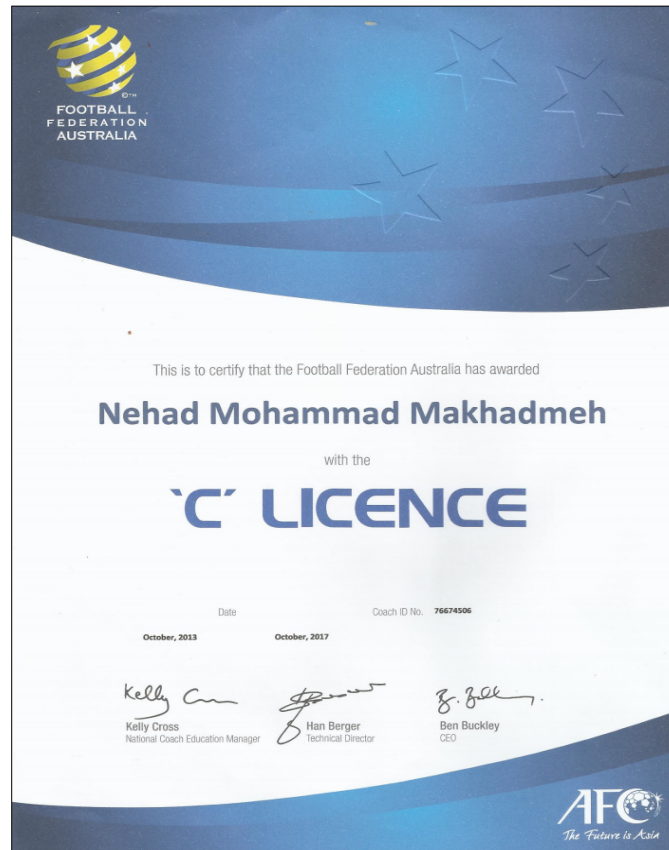 FOOTBALL
FEDERATION
AUSTRALIA
This is to certify that the Football Federation Australia has awarded
Nehad Mohammad Makhadmeh
with the
`C´ LICENCE
Date Coach ID No. 76674506
October, 2013 October, 2017
Kelly Cross Han Berger Ben Buckley
National Coach Education Manager Technical Director CEO
AFC
The Future is Asia